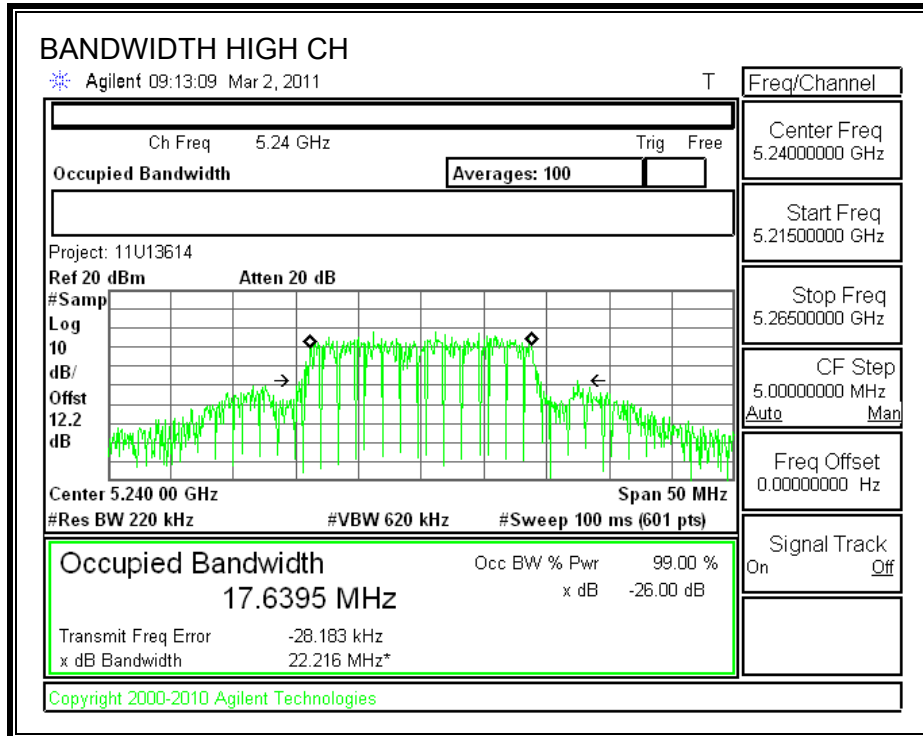 BANDWIDTH HIGH CH
Agilent 09:13:09 Mar 2, 2011 T
Freq/Channel
Ch Freq 5.24 GHz Trig Free
Occupied Bandwidth Averages: 100
Project: 11U13614
Ref 20 dBm Atten 20 dB
#Samp
Log
10
dB/
Offst
12.2
dB
Center 5.240 00 GHz Span 50 MHz
#Res BW 220 kHz #VBW 620 kHz #Sweep 100 ms (601 pts)
Occupied Bandwidth Occ BW % Pwr 99.00 %
17.6395 MHz x dB -26.00 dB
Transmit Freq Error -28.183 kHz
x dB Bandwidth 22.216 MHz*
Copyright 2000-2010 Agilent Technologies
Center Freq
5.24000000 GHz
Start Freq
5.21500000 GHz
Stop Freq
5.26500000 GHz
CF Step
5.00000000 MHz
Auto Man
Freq Offset
0.00000000 Hz
Signal Track
On Off